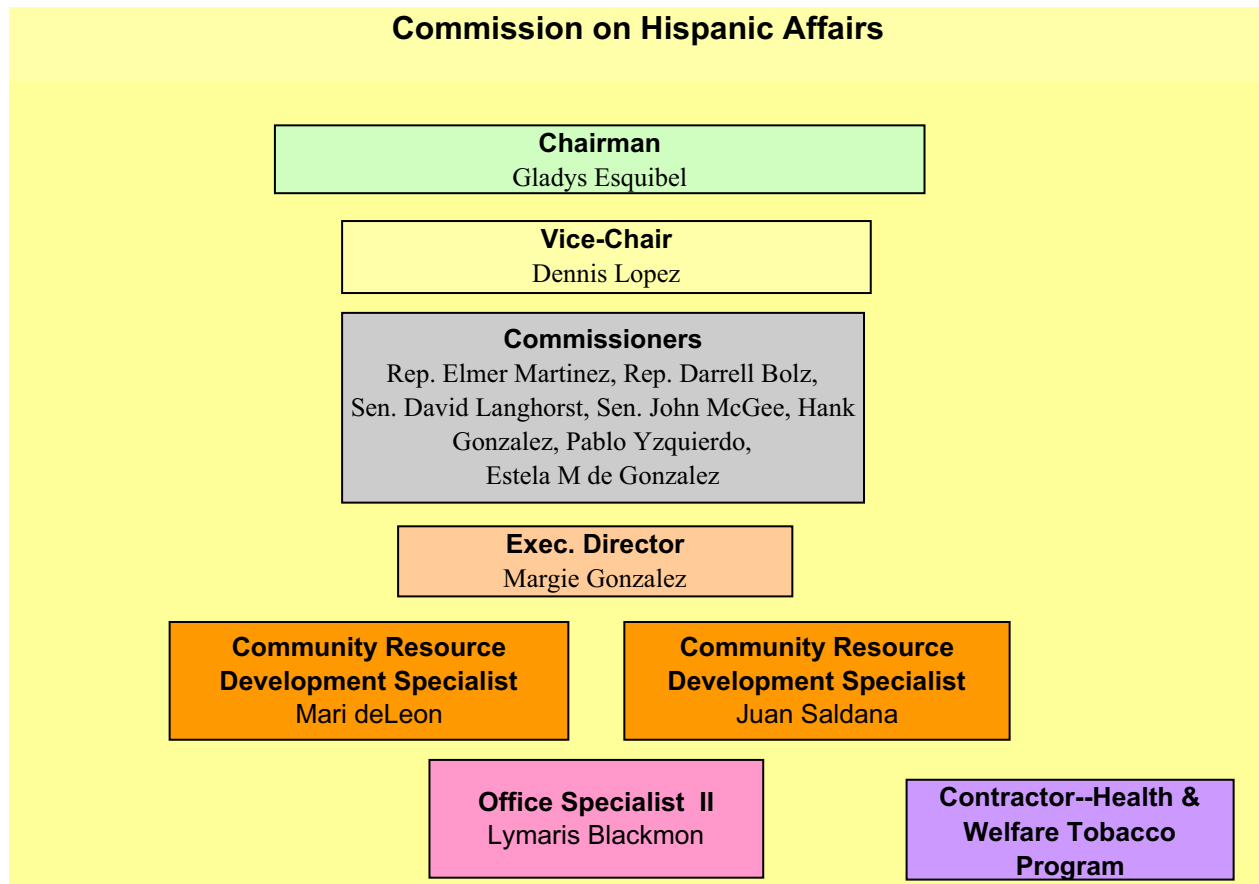 Commission on Hispanic Affairs
Chairman
Gladys Esquibel
Vice-Chair
Dennis Lopez
Commissioners
Rep. Elmer Martinez, Rep. Darrell Bolz,
Sen. David Langhorst, Sen. John McGee, Hank
Gonzalez, Pablo Yzquierdo,
Estela M de Gonzalez
Exec. Director
Margie Gonzalez
Community Resource
Development Specialist
Mari deLeon
Community Resource
Development Specialist
Juan Saldana
Office Specialist  II
Lymaris Blackmon
Contractor--Health &
Welfare Tobacco
Program